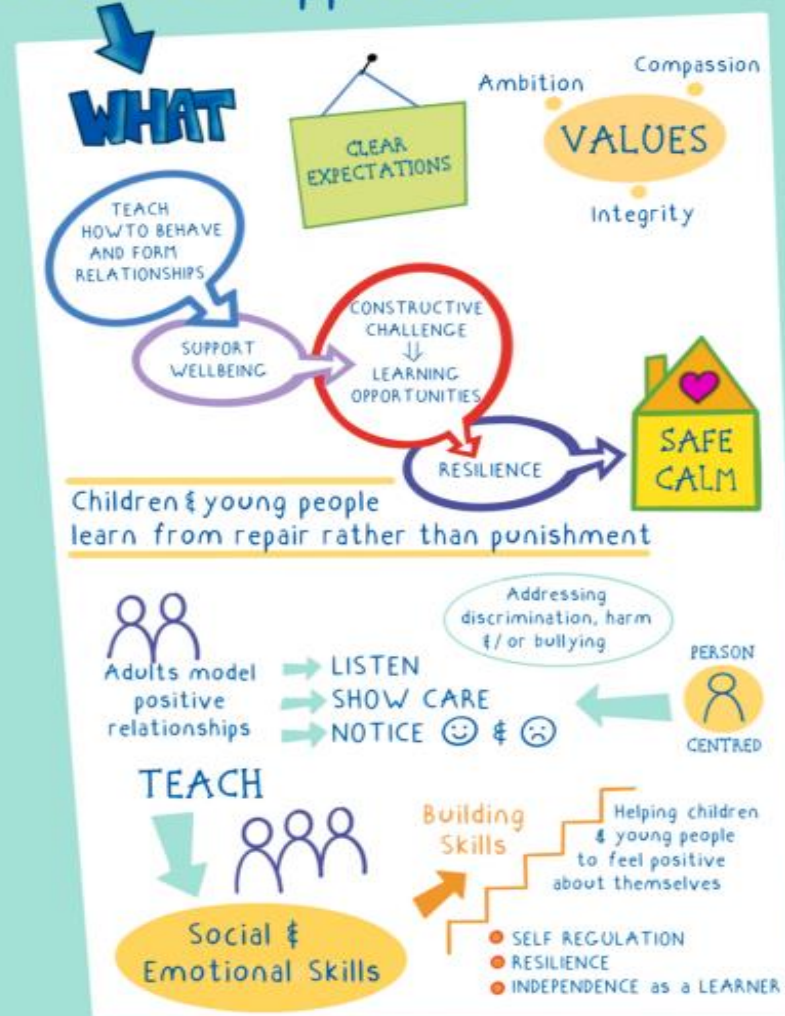 WHAT
CLEAR
EXPECTATIONS
Ambition
Compassion
VALUES
Integrity
TEACH
HOW TO BEHAVE
AND FORM
RELATIONSHIPS
SUPPORT
WELLBEING
CONSTRUCTIVE
CHALLENGE
⇓
LEARNING
OPPORTUNITIES
RESILIENCE
SAFE
CALM
Children & young people
learn from repair rather than punishment
Addressing
discrimination, harm
&/or bullying
Adults model
positive
relationships
LISTEN
SHOW CARE
NOTICE ☺ & ☹
PERSON
CENTRED
TEACH
Social &
Emotional Skills
Building
Skills
Helping children
& young people
to feel positive
about themselves
SELF REGULATION
RESILIENCE
INDEPENDENCE as a LEARNER